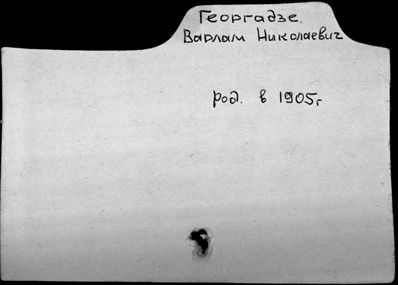 Георгадзе
Варлам Николаевич
род. в 1905г